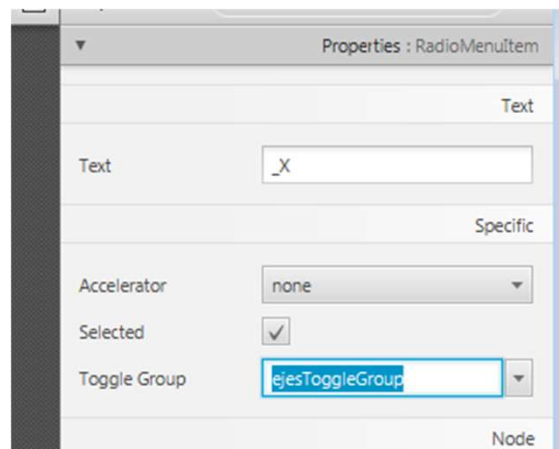 Properties : RadioMenuItem
Text
Text _X
Specific
Accelerator none
Selected
Toggle Group ejesToggleGroup
Node